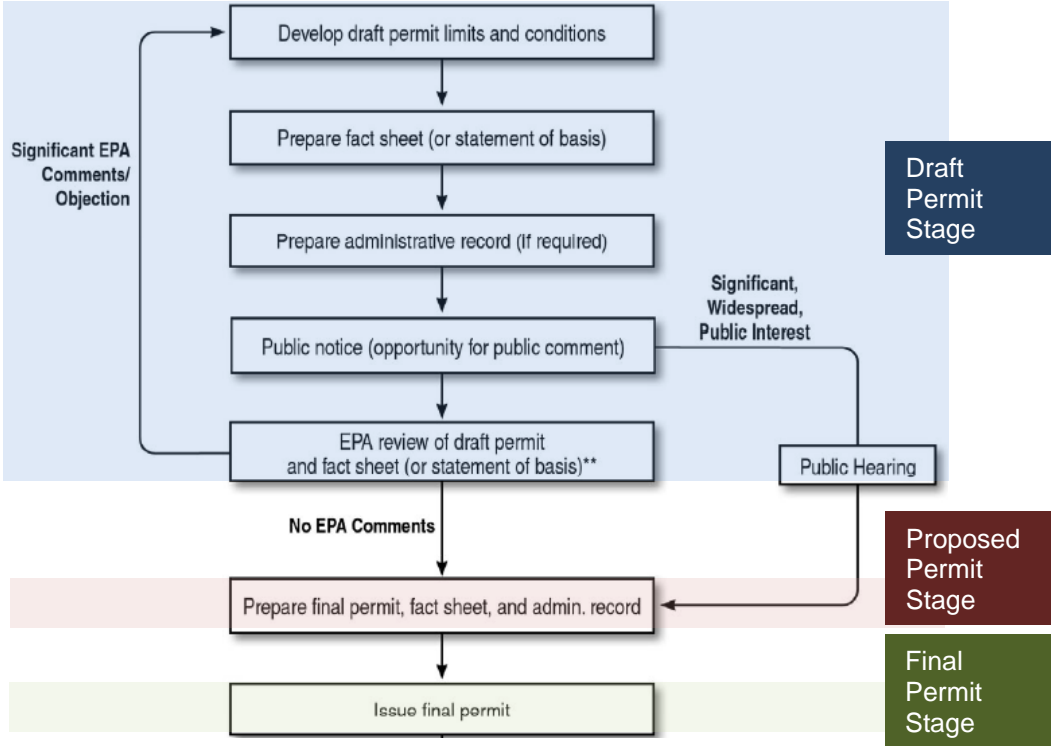 Develop draft permit limits and conditions
Prepare fact sheet (or statement of basis)
Significant EPA
Comments/
Objection
Draft
Permit
Stage
Prepare administrative record (if required)
Significant,
Widespread,
Public Interest
Public notice (opportunity for public comment)
EPA review of draft permit
and fact sheet (or statement of basis)**
Public Hearing
No EPA Comments
Proposed
Permit
Stage
Prepare final permit, fact sheet, and admin. record
Final
Permit
Stage
Issue final permit